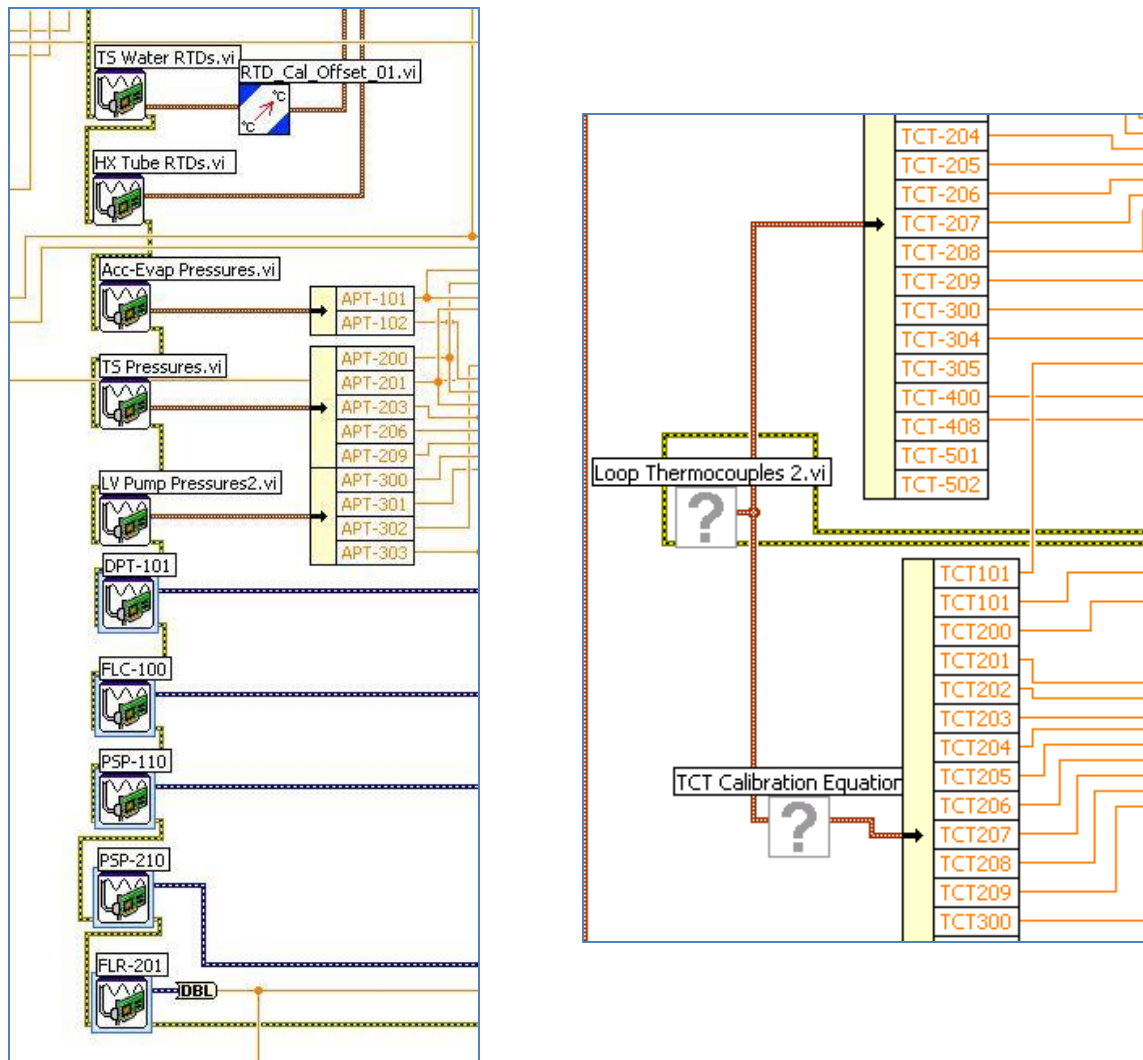 TS Water RTDs.vi
RTD_Cal_Offset_01.vi
°C
°C
HX Tube RTDs.vi
Acc-Evap Pressures.vi
APT-101
APT-102
TS Pressures.vi
APT-200
APT-201
APT-203
APT-206
APT-209
LV Pump Pressures2.vi
APT-300
APT-301
APT-302
APT-303
DPT-101
FLC-100
PSP-110
PSP-210
FLR-201
DBL
TCT-204
TCT-205
TCT-206
TCT-207
TCT-208
TCT-209
TCT-300
TCT-304
TCT-305
TCT-400
TCT-408
TCT-501
TCT-502
Loop Thermocouples 2.vi
?
TCT101
TCT101
TCT200
TCT201
TCT202
TCT203
TCT204
TCT205
TCT206
TCT207
TCT208
TCT209
TCT300
TCT Calibration Equation
?